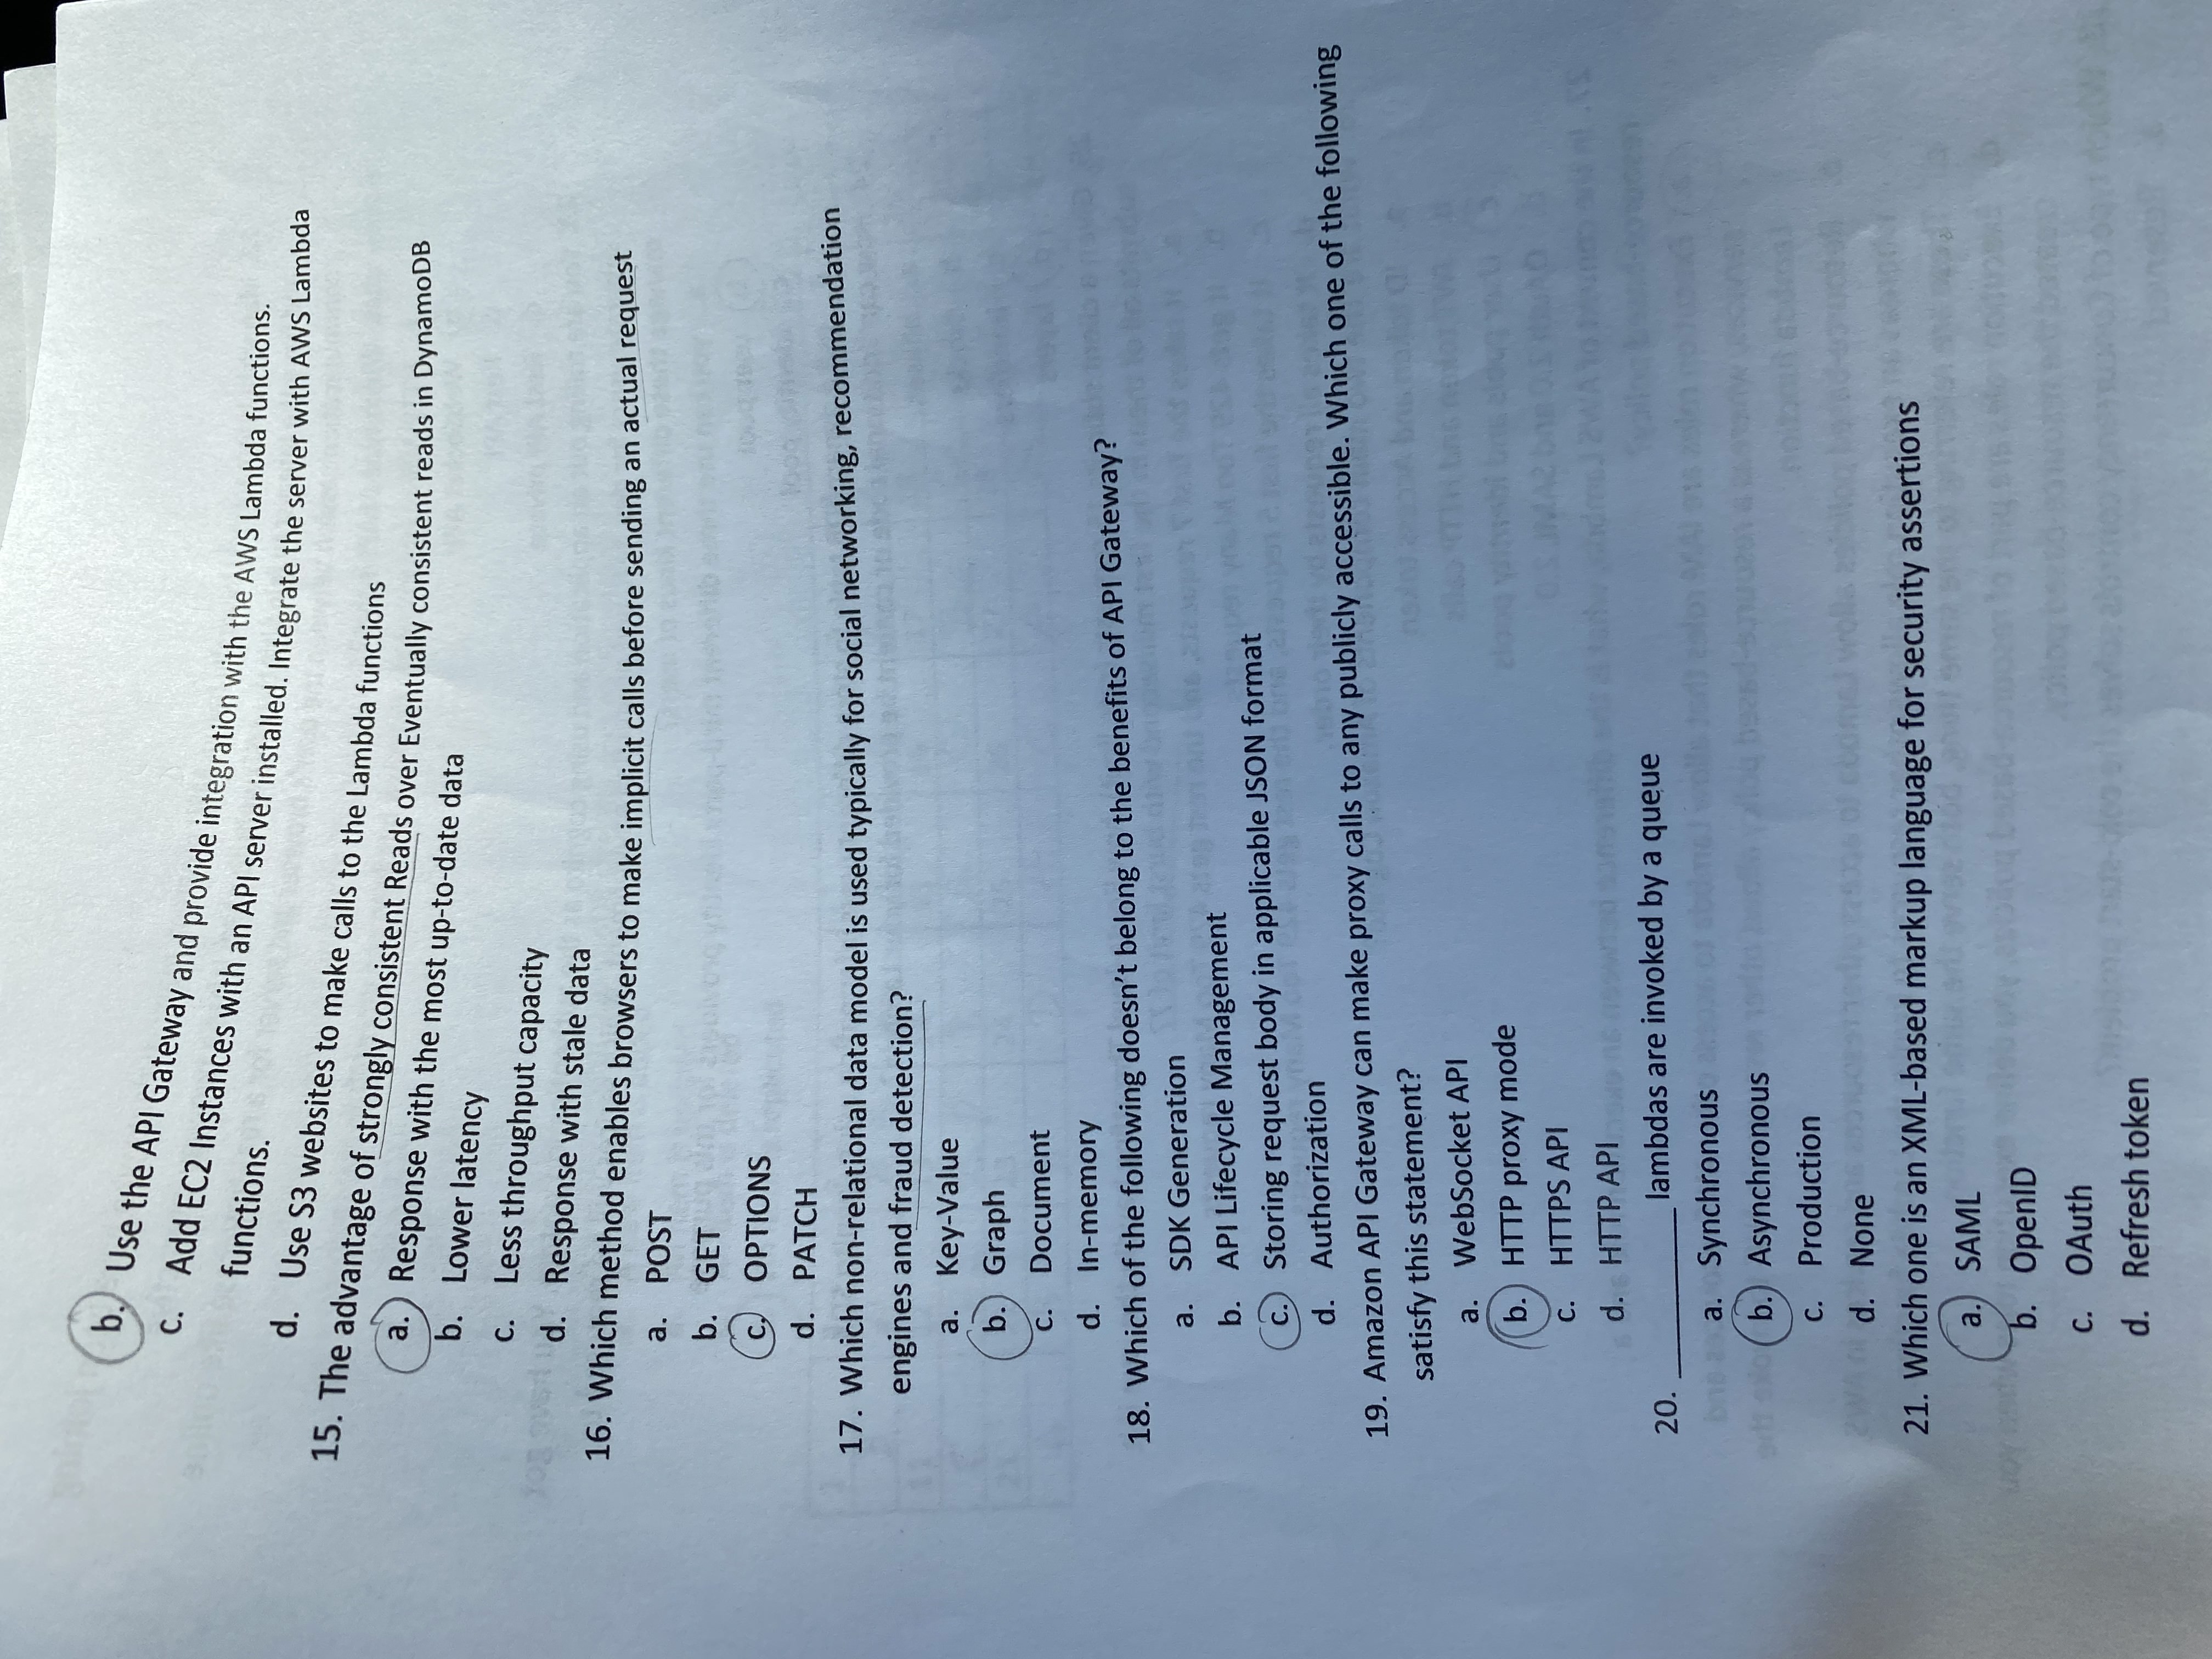 b. Use the API Gateway and provide integration with the AWS Lambda functions.
c. Add EC2 Instances with an API server installed. Integrate the server with AWS Lambda
functions.
d. Use S3 websites to make calls to the Lambda functions
15. The advantage of strongly consistent Reads over Eventually consistent reads in DynamoDB
a. Response with the most up-to-date data
b. Lower latency
c. Less throughput capacity
d. Response with stale data
16. Which method enables browsers to make implicit calls before sending an actual request
a. POST
b. GET
c. OPTIONS
d. PATCH
17. Which non-relational data model is used typically for social networking, recommendation
engines and fraud detection?
a. Key-Value
b. Graph
c. Document
d. In-memory
18. Which of the following doesn't belong to the benefits of API Gateway?
a. SDK Generation
b. API Lifecycle Management
c. Storing request body in applicable JSON format
d. Authorization
19. Amazon API Gateway can make proxy calls to any publicly accessible. Which one of the following
satisfy this statement?
a. WebSocket API
b. HTTP proxy mode
c. HTTPS API
d. HTTP API
20. __________ lambdas are invoked by a queue
a. Synchronous
b. Asynchronous
c. Production
d. None
21. Which one is an XML-based markup language for security assertions
a. SAML
b. OpenID
c. OAuth
d. Refresh token